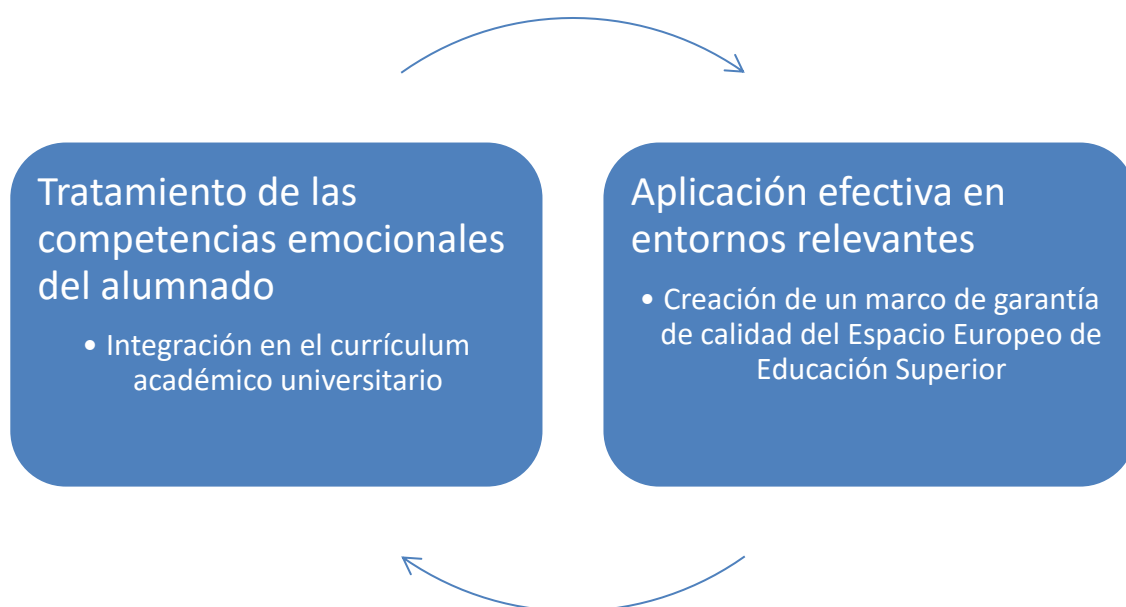 Tratamiento de las
competencias emocionales
del alumnado
• Integración en el currículum
académico universitario
Aplicación efectiva en
entornos relevantes
• Creación de un marco de garantía
de calidad del Espacio Europeo de
Educación Superior